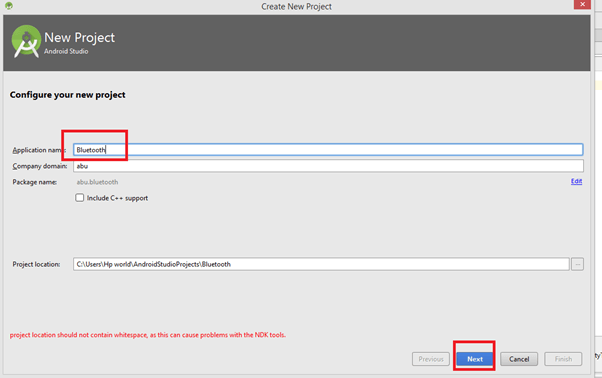 Create New Project
New Project
Android Studio
Configure your new project
Application name: Bluetooth
Company domain: abu
Package name: abu.bluetooth Edit
Include C++ support
Project location: C:\Users\Hp world\AndroidStudioProjects\Bluetooth ...
project location should not contain whitespace, as this can cause problems with the NDK tools.
Previous Next Cancel Finish